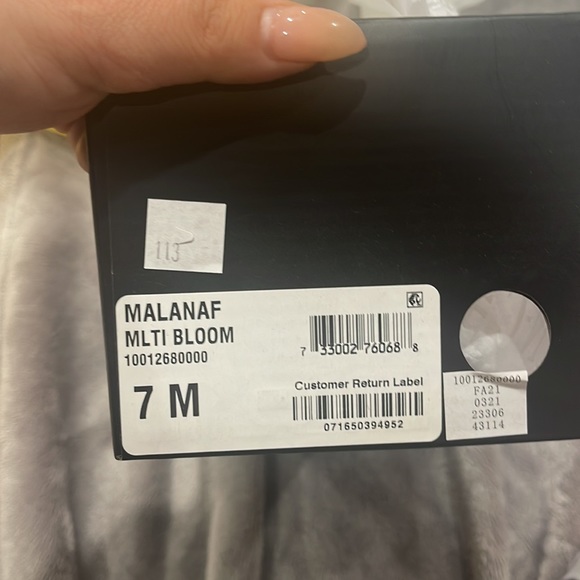 113
MALANAF
MLTI BLOOM
10012680000
7 M
7 33002 76068 8
Customer Return Label
071650394952
10012680000
FA21
0321
23306
43114